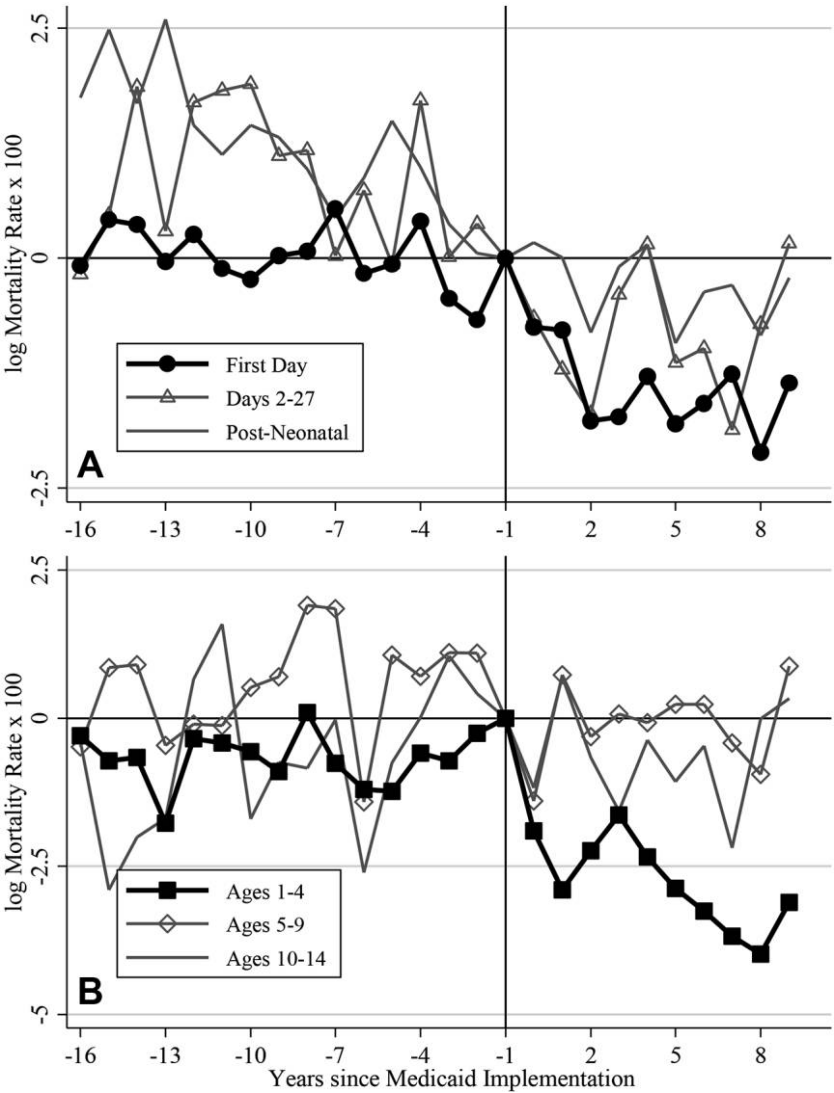 2.5
0
-2.5
log Mortality Rate x 100
First Day
Days 2-27
Post-Neonatal
A
-16 -13 -10 -7 -4 -1 2 5 8
2.5
0
-2.5
-5
log Mortality Rate x 100
Ages 1-4
Ages 5-9
Ages 10-14
B
-16 -13 -10 -7 -4 -1 2 5 8
Years since Medicaid Implementation